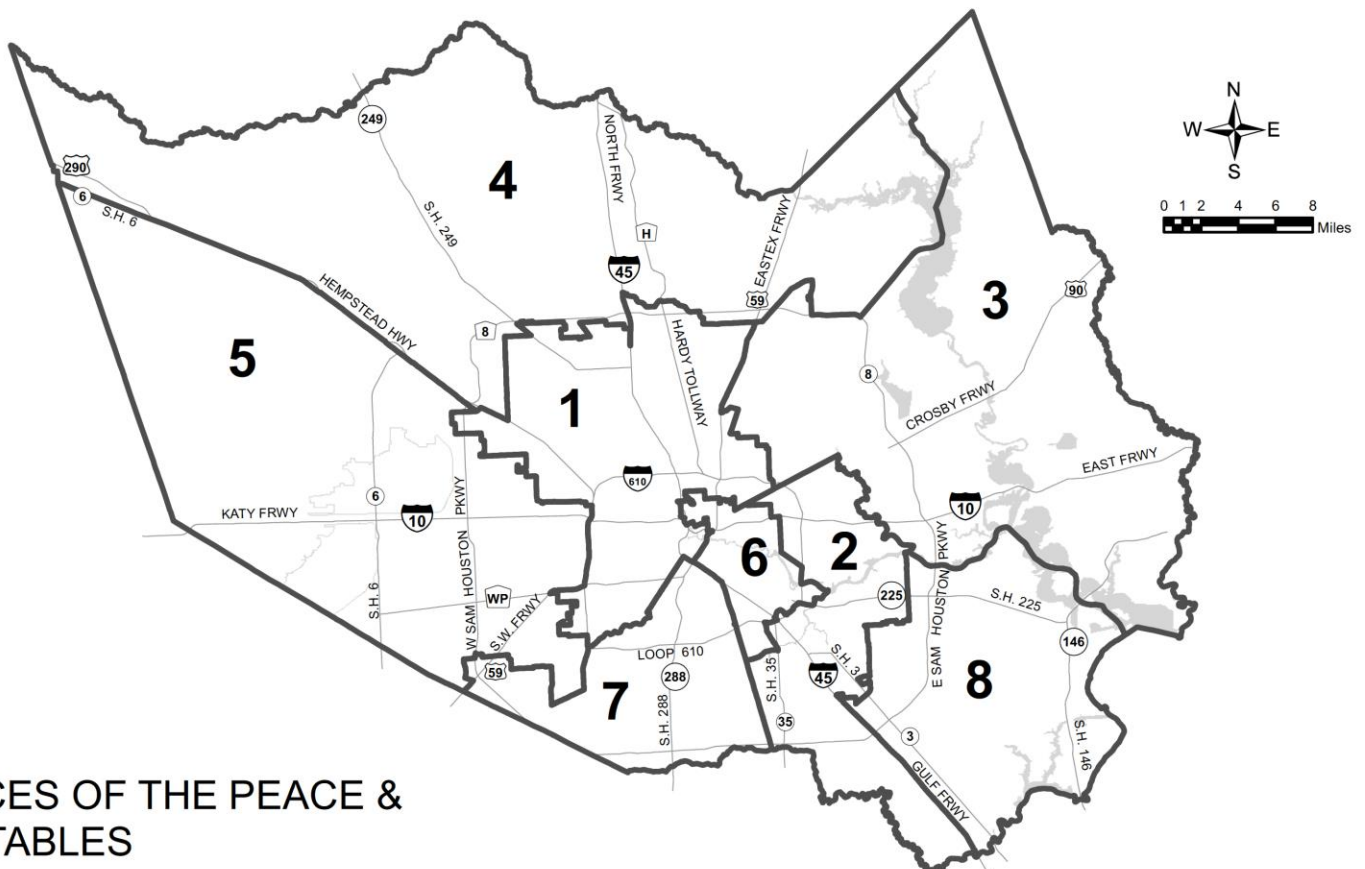 N
W E
S
0 1 2 4 6 8
Miles
249
290
6
S.H. 6
4
NORTH FRWY
S.H. 249
H
45
EASTEX FRWY
59
3
90
HEMPSTEAD HWY
8
5
HARDY TOLLWAY
8
1
CROSBY FRWY
EAST FRWY
610
6
KATY FRWY
10
W SAM HOUSTON PKWY
10
6
2
E SAM HOUSTON PKWY
S.H. 6
WP
S.W. FRWY
225
S.H. 225
146
59
LOOP 610
288
S.H. 35
45
S.H. 3
8
7
S.H. 288
35
3
GULF FRWY
S.H. 146
CES OF THE PEACE &
TABLES